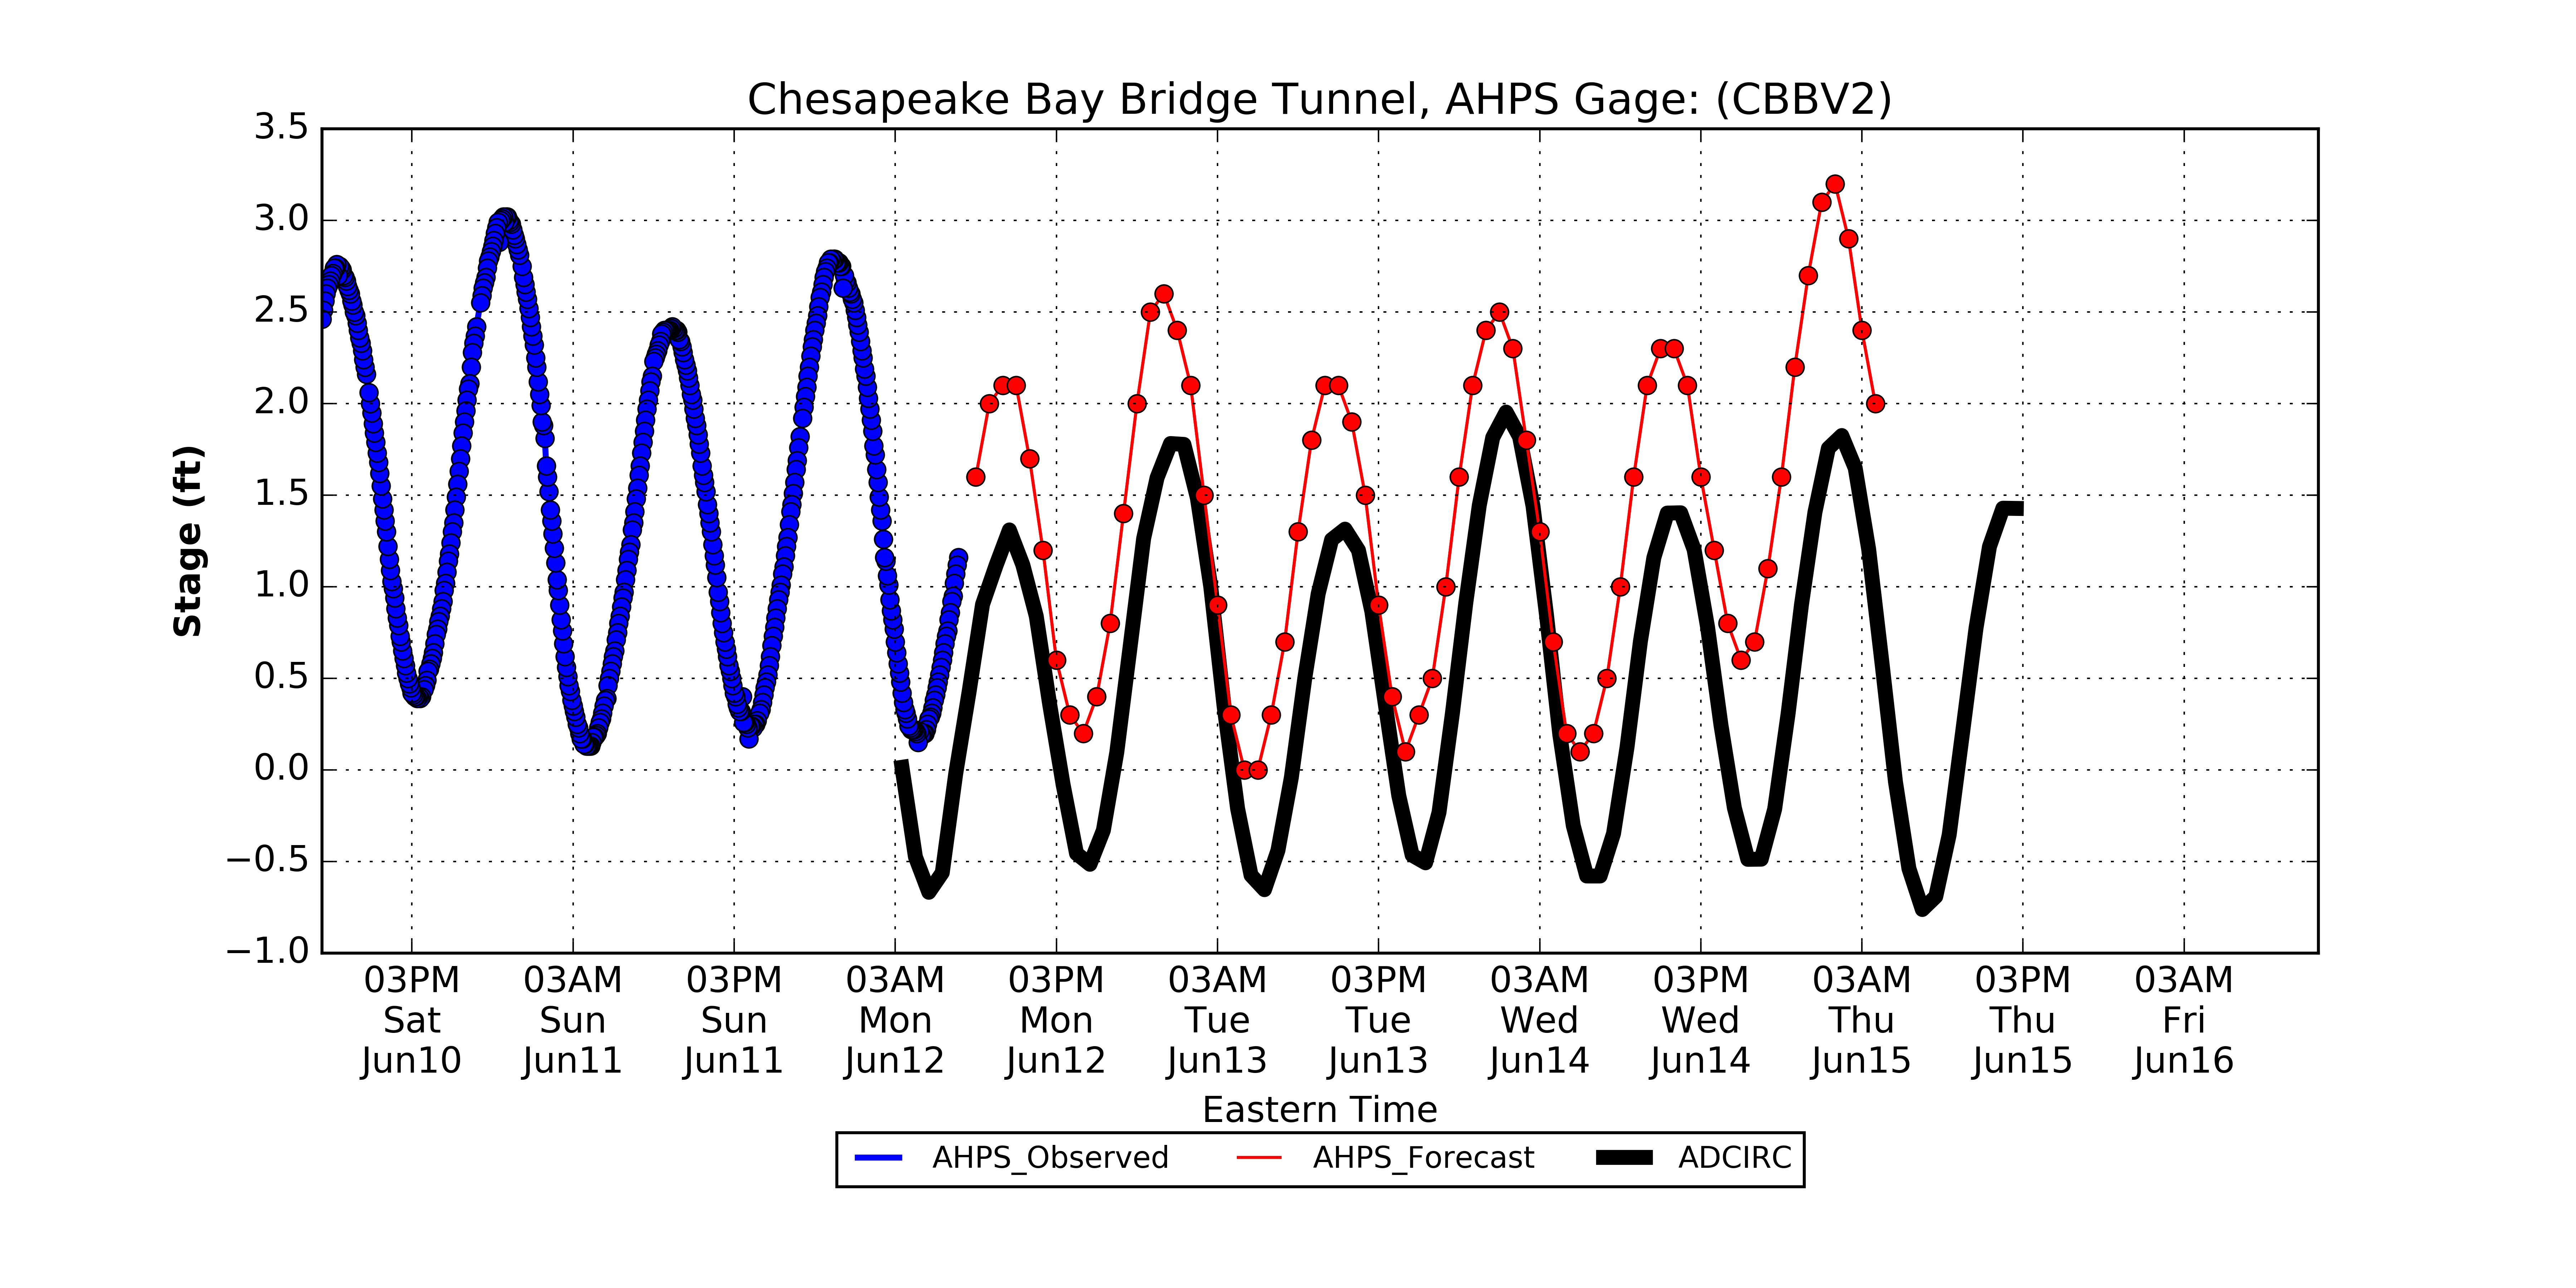 Chesapeake Bay Bridge Tunnel, AHPS Gage: (CBBV2)
3.5
3.0
2.5
2.0
1.5
1.0
0.5
0.0
−0.5
−1.0
Stage (ft)
03PM 03AM 03PM 03AM 03PM 03AM 03PM 03AM 03PM 03AM 03PM 03AM
Sat Sun Sun Mon Mon Tue Tue Wed Wed Thu Thu Fri
Jun10 Jun11 Jun11 Jun12 Jun12 Jun13 Jun13 Jun14 Jun14 Jun15 Jun15 Jun16
Eastern Time
AHPS_Observed AHPS_Forecast ADCIRC